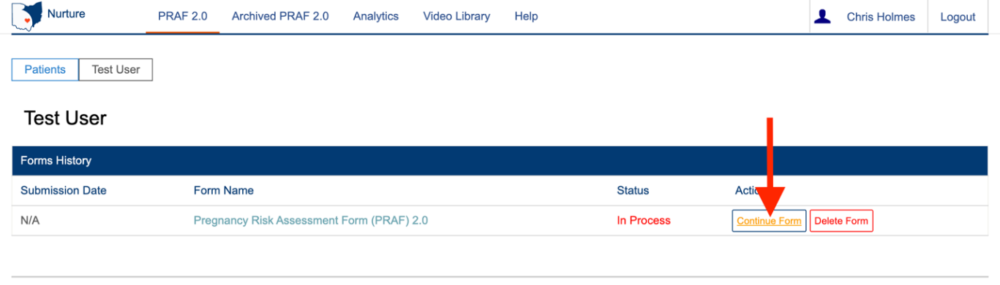 Nurture PRAF 2.0 Archived PRAF 2.0 Analytics Video Library Help Chris Holmes Logout
Patients Test User
Test User
Forms History
Submission Date Form Name Status
N/A Pregnancy Risk Assessment Form (PRAF) 2.0 In Process Continue Form Delete Form